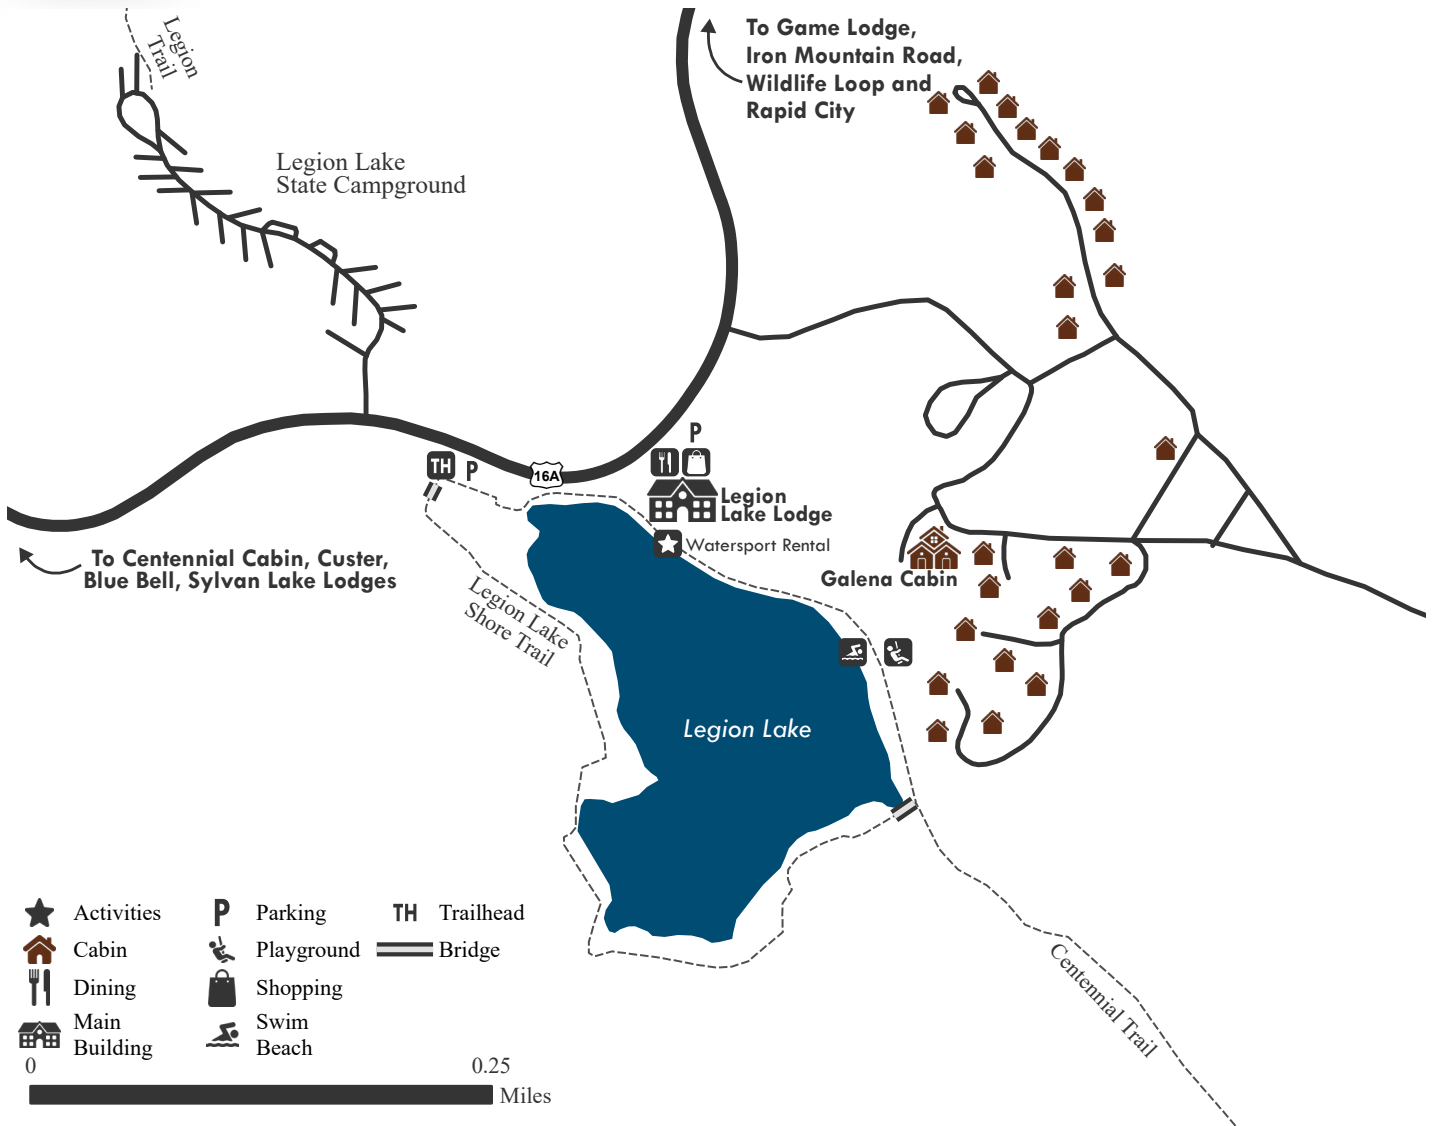 Legion
Trail
To Game Lodge,
Iron Mountain Road,
Wildlife Loop and
Rapid City
Legion Lake
State Campground
P
TH
P
16A
Legion
Lake Lodge
Watersport Rental
To Centennial Cabin, Custer,
Blue Bell, Sylvan Lake Lodges
Galena Cabin
Legion Lake
Shore Trail
Legion Lake
Centennial Trail
Activities
P Parking
TH Trailhead
Cabin
Playground
Bridge
Dining
Shopping
Main
Building
Swim
Beach
0 0.25
Miles